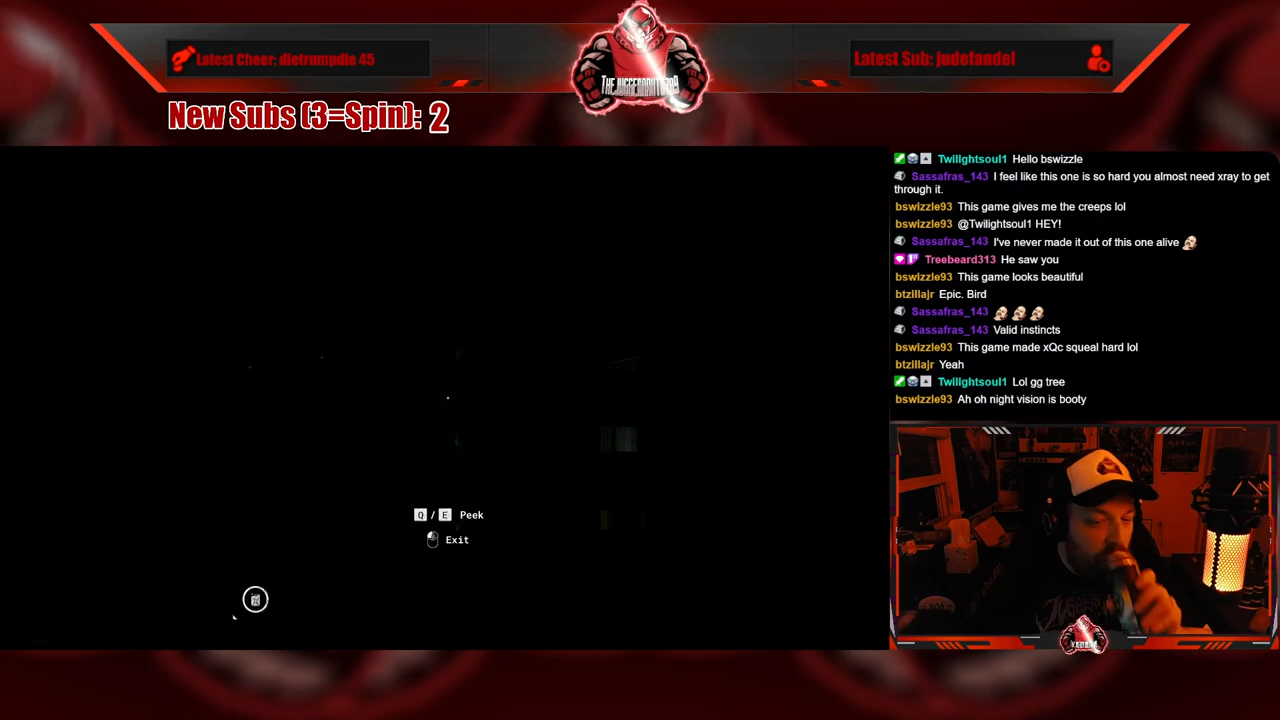 Latest Cheer: dietrumpdie 45
THEJUGGERNUT0789
Latest Sub: judefandel
New Subs (3=Spin): 2
Twilightsoul1 Hello bswizzle
Sassafras_143 I feel like this one is so hard you almost need xray to get
through it.
bswizzle93 This game gives me the creeps lol
bswizzle93 @Twilightsoul1 HEY!
Sassafras_143 I've never made it out of this one alive
Treebeard313 He saw you
bswizzle93 This game looks beautiful
btzillajr Epic. Bird
Sassafras_143
Sassafras_143 Valid instincts
bswizzle93 This game made xQc squeal hard lol
btzillajr Yeah
Twilightsoul1 Lol gg tree
bswizzle93 Ah oh night vision is booty
Q / E Peek
Exit